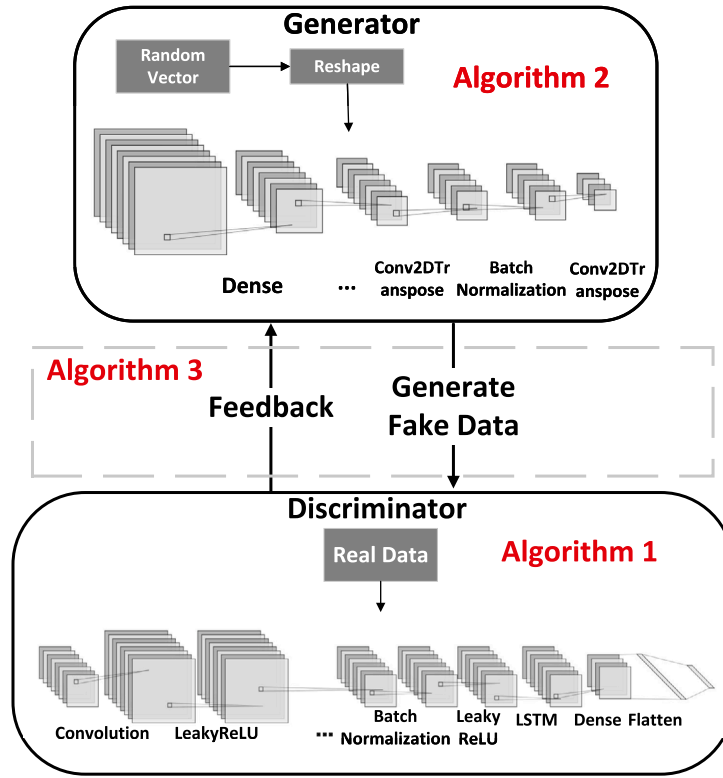 Generator
Random
Vector
Reshape
Algorithm 2
Dense
...
Conv2DTr
anspose
Batch
Normalization
Conv2DTr
anspose
Algorithm 3
Feedback
Generate
Fake Data
Discriminator
Real Data
Algorithm 1
Convolution
LeakyReLU
...
Batch
Normalization
Leaky
ReLU
LSTM
Dense
Flatten